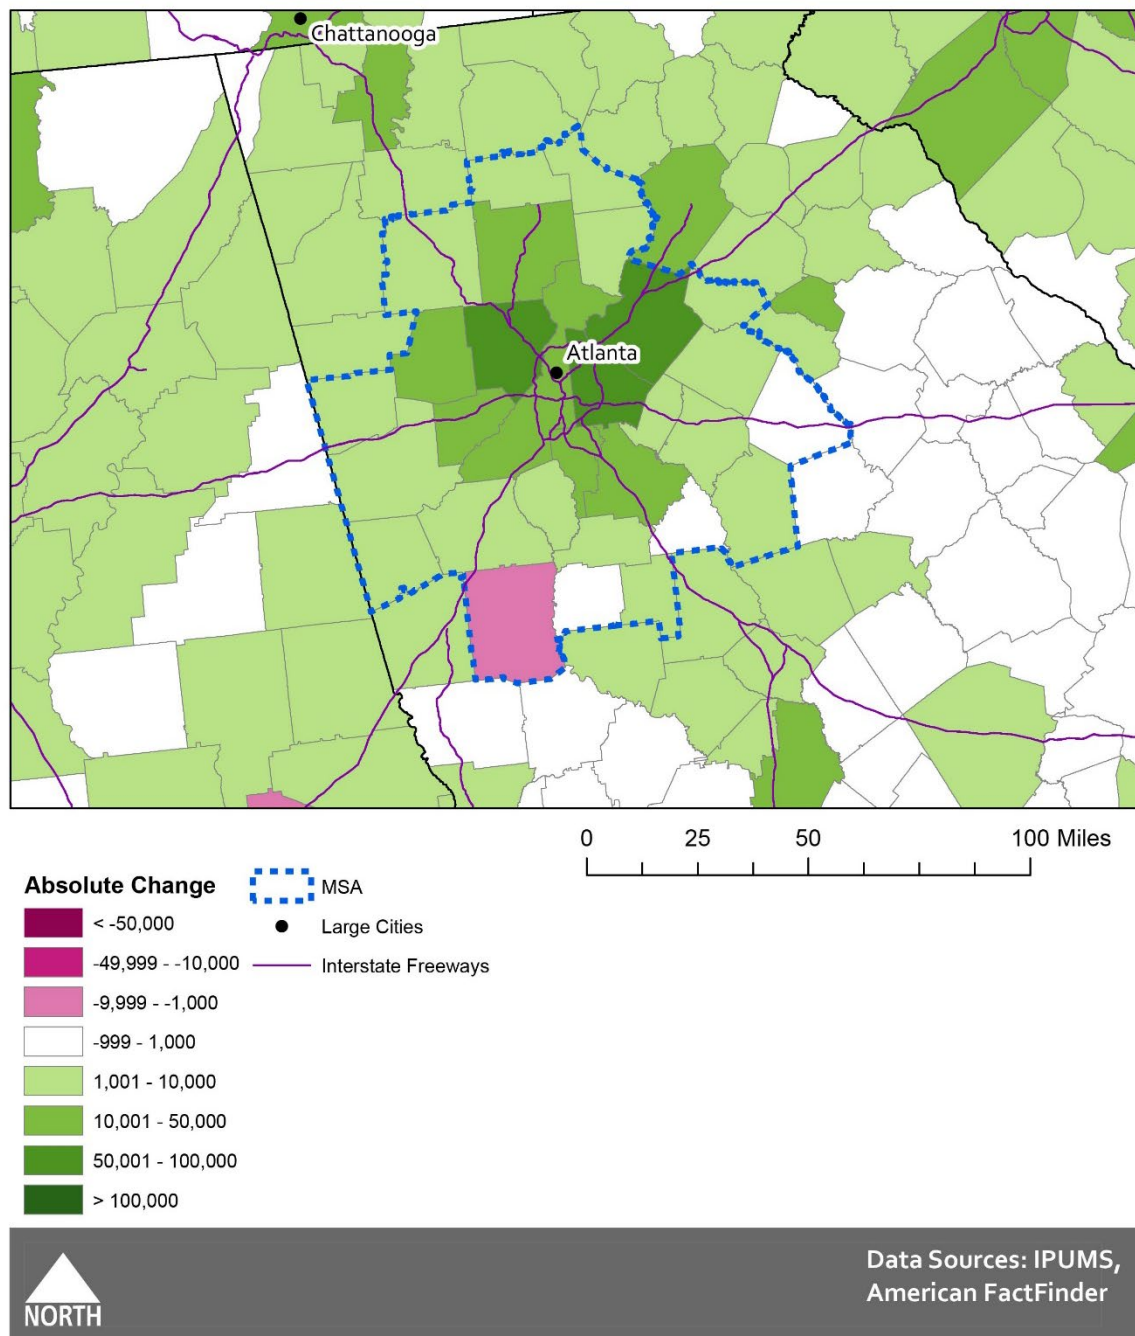 Chattanooga
Atlanta
0 25 50 100 Miles
Absolute Change
MSA
< -50,000
Large Cities
-49,999 - -10,000
Interstate Freeways
-9,999 - -1,000
-999 - 1,000
1,001 - 10,000
10,001 - 50,000
50,001 - 100,000
> 100,000
Data Sources: IPUMS,
American FactFinder
NORTH